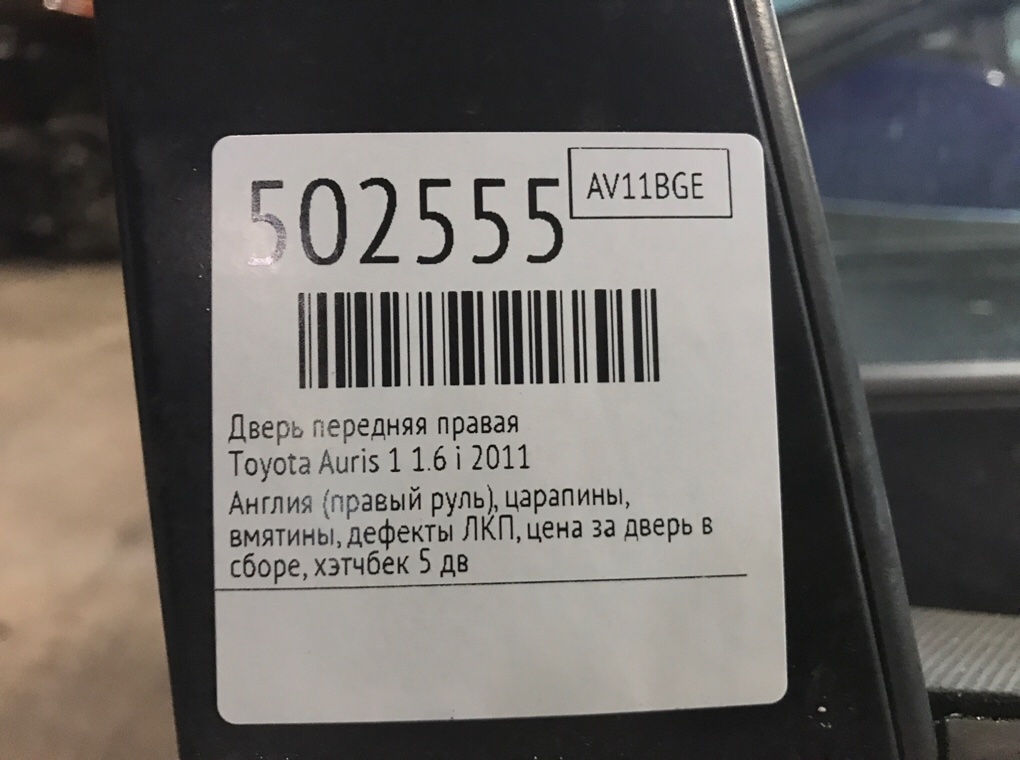 502555
AV11BGE
Дверь передняя правая
Toyota Auris 1 1.6 i 2011
Англия (правый руль), царапины,
вмятины, дефекты ЛКП, цена за дверь в
сборе, хэтчбек 5 дв